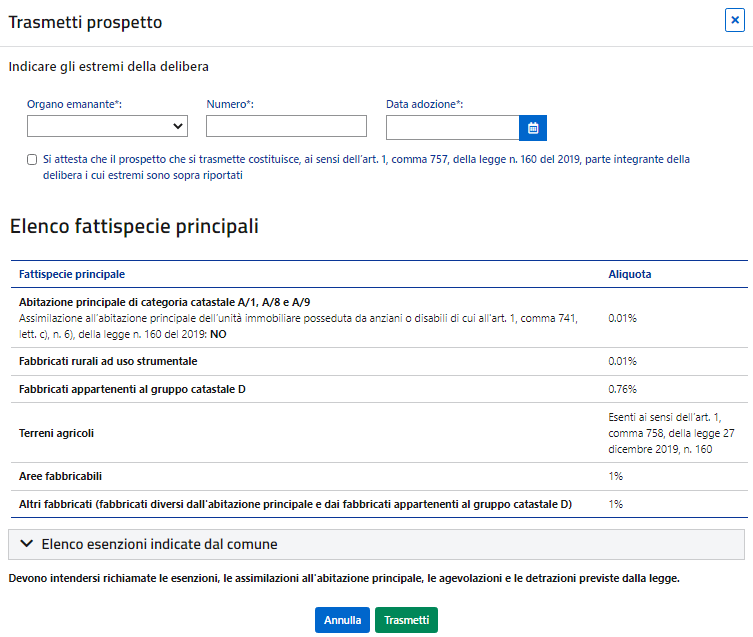 Trasmetti prospetto
×
Indicare gli estremi della delibera
Organo emanante*:
Numero*:
Data adozione*:
Si attesta che il prospetto che si trasmette costituisce, ai sensi dell'art. 1, comma 757, della legge n. 160 del 2019, parte integrante della
delibera i cui estremi sono sopra riportati
Elenco fattispecie principali
Fattispecie principale
Aliquota
Abitazione principale di categoria catastale A/1, A/8 e A/9
Assimilazione all'abitazione principale dell'unità immobiliare posseduta da anziani o disabili di cui all'art. 1, comma 741,
lett. c), n. 6), della legge n. 160 del 2019: NO
0.01%
Fabbricati rurali ad uso strumentale
0.01%
Fabbricati appartenenti al gruppo catastale D
0.76%
Terreni agricoli
Esenti ai sensi dell'art. 1,
comma 758, della legge 27
dicembre 2019, n. 160
Aree fabbricabili
1%
Altri fabbricati (fabbricati diversi dall'abitazione principale e dai fabbricati appartenenti al gruppo catastale D)
1%
Elenco esenzioni indicate dal comune
Devono intendersi richiamate le esenzioni, le assimilazioni all'abitazione principale, le agevolazioni e le detrazioni previste dalla legge.
Annulla
Trasmetti